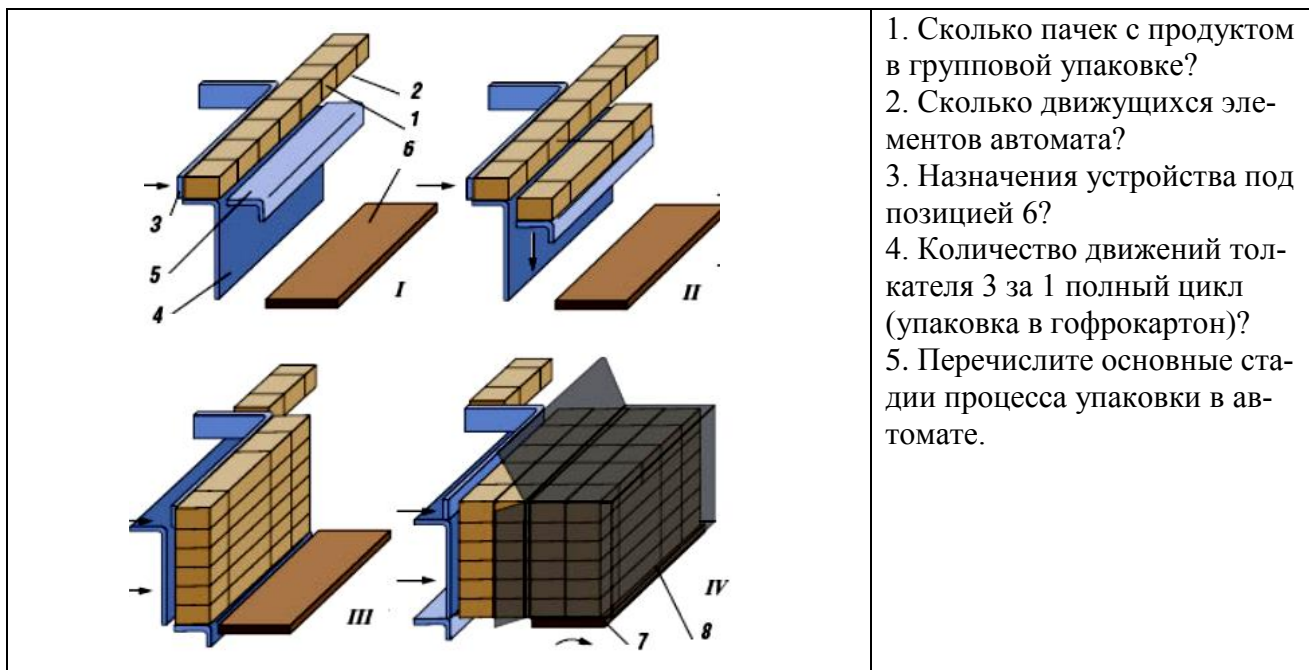 2
1
6
3
5
4
I
II
III
IV
7
8
1. Сколько пачек с продуктом
в групповой упаковке?
2. Сколько движущихся эле-
ментов автомата?
3. Назначения устройства под
позицией 6?
4. Количество движений тол-
кателя 3 за 1 полный цикл
(упаковка в гофрокартон)?
5. Перечислите основные ста-
дии процесса упаковки в ав-
томате.